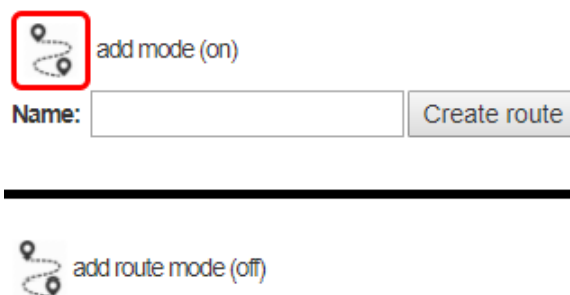 add mode (on)
Name: Create route
add route mode (off)